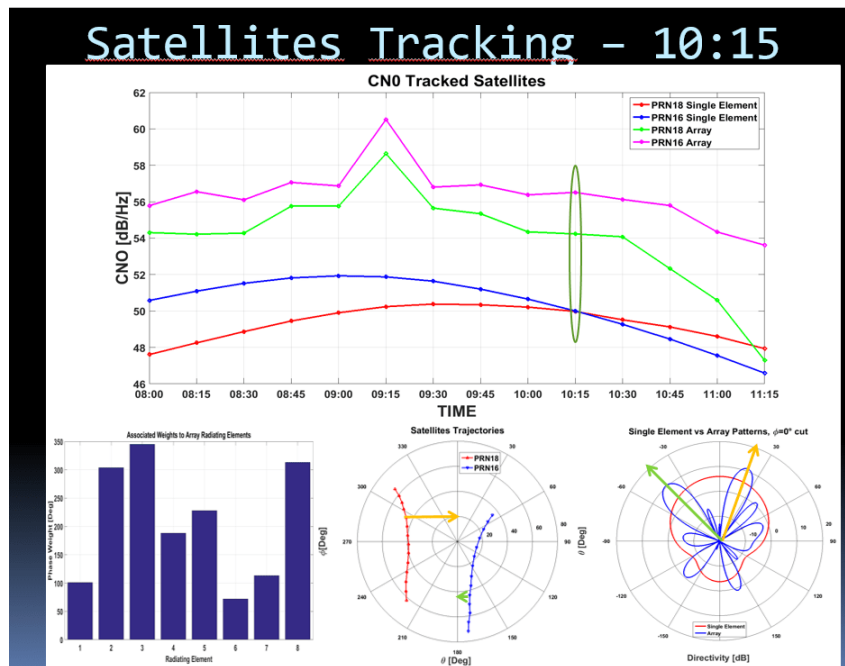 Satellites Tracking – 10:15
CN0 Tracked Satellites
62
60
58
56
54
52
50
48
46
CNO [dB/Hz]
PRN18 Single Element
PRN16 Single Element
PRN18 Array
PRN16 Array
08:00 08:15 08:30 08:45 09:00 09:15 09:30 09:45 10:00 10:15 10:30 10:45 11:00 11:15
TIME
Associated Weights to Array Radiating Elements
350
300
250
200
150
100
50
0
Phase Weight [Deg]
1 2 3 4 5 6 7 8
Radiating Element
Satellites Trajectories
PRN18
PRN16
330
30
300
60
270
20 40 60 80
90
240
120
210
150
180
ϕ[Deg]
θ [Deg]
Single Element vs Array Patterns, ϕ=0° cut
0
-30
30
-60
60
-90
-10 0 10 20
90
-120
120
-150
150
180
θ [Deg]
Single Element
Array
Directivity [dB]